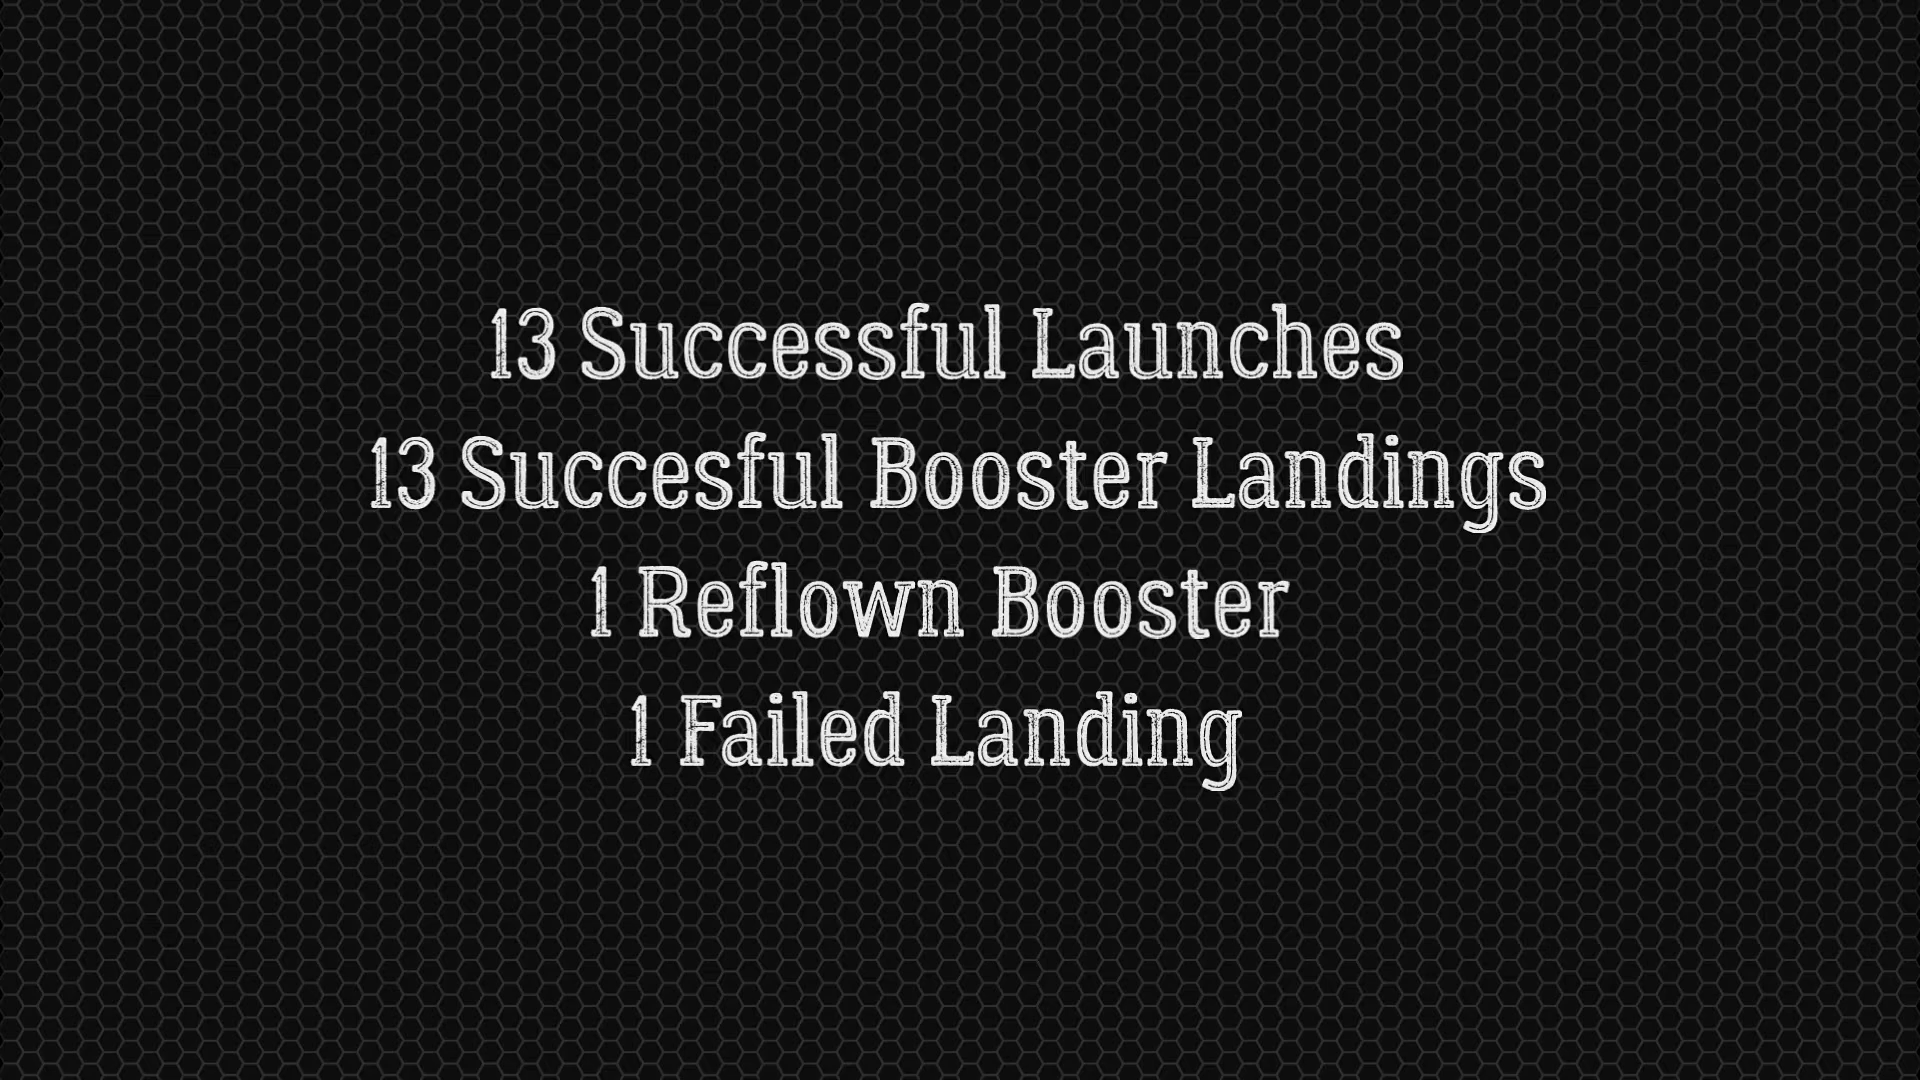 13 Successful Launches
13 Succesful Booster Landings
1 Reflown Booster
1 Failed Landing